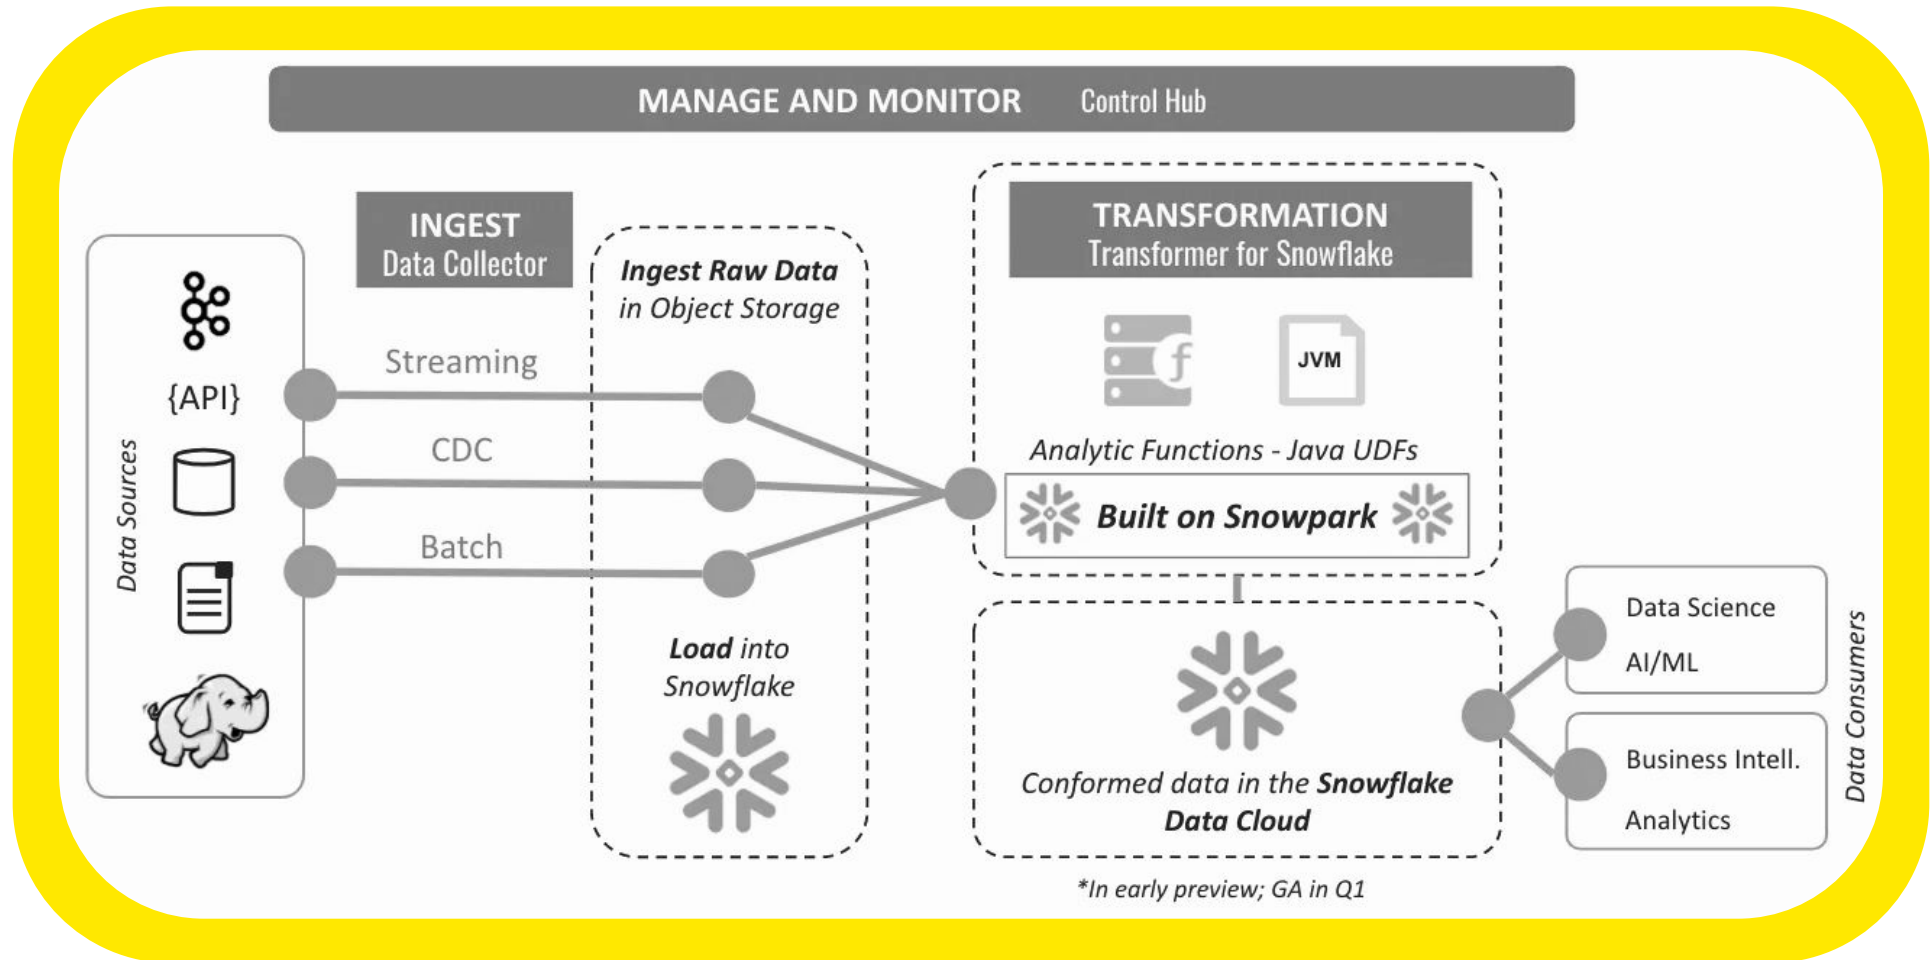 MANAGE AND MONITOR Control Hub
INGEST
Data Collector
Data Sources
{API}
Streaming
CDC
Batch
Ingest Raw Data
in Object Storage
Load into
Snowflake
TRANSFORMATION
Transformer for Snowflake
f
JVM
Analytic Functions - Java UDFs
Built on Snowpark
Conformed data in the Snowflake
Data Cloud
*In early preview; GA in Q1
Data Science
AI/ML
Business Intell.
Analytics
Data Consumers